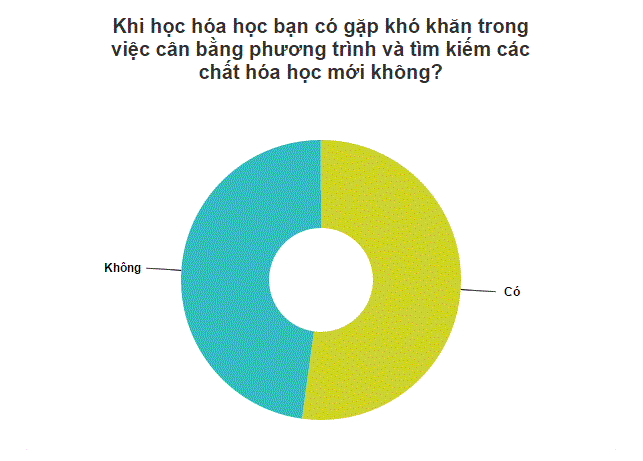 Khi học hóa học bạn có gặp khó khăn trong
việc cân bằng phương trình và tìm kiếm các
chất hóa học mới không?
Không
Có